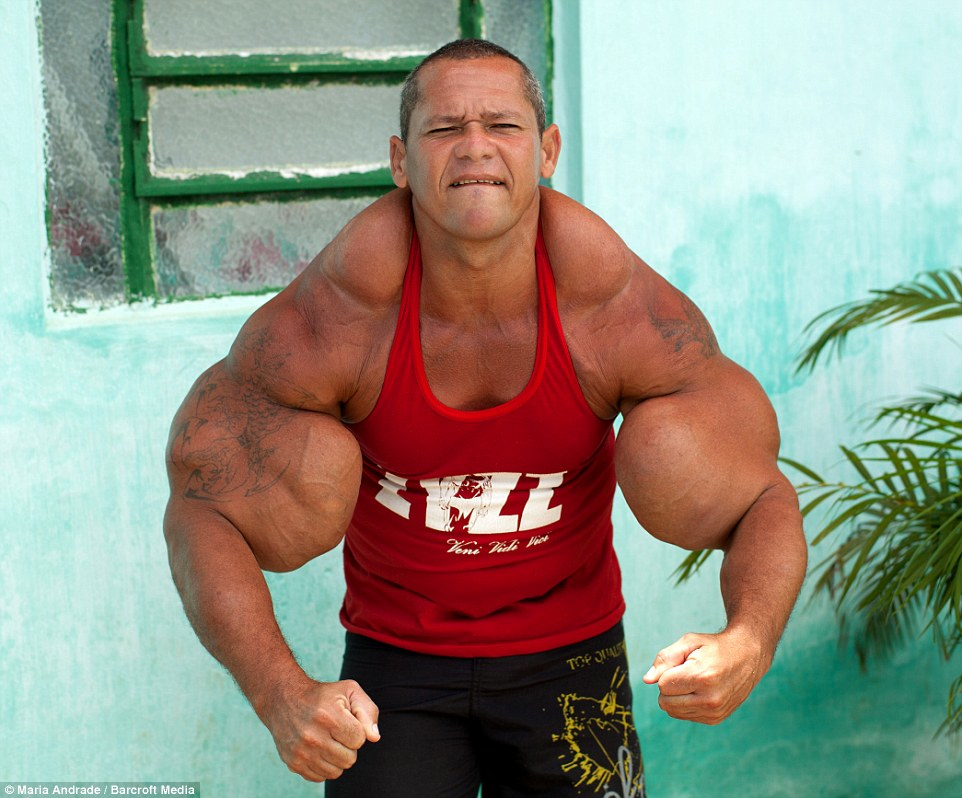 Veni Vidi Vici
TOP QUALITY
© Maria Andrade / Barcroft Media